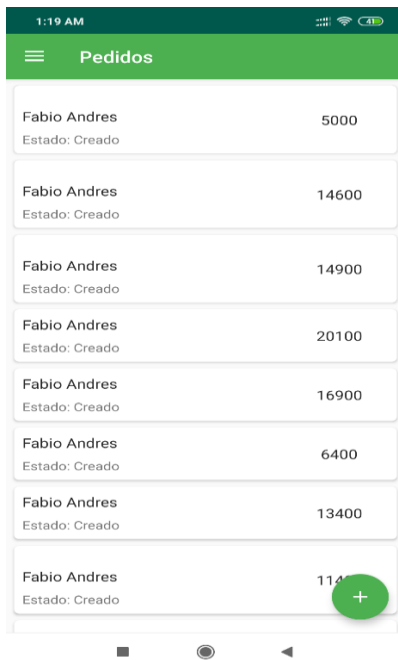 1:19 AM
41
Pedidos
Fabio Andres
5000
Estado: Creado
Fabio Andres
14600
Estado: Creado
Fabio Andres
14900
Estado: Creado
Fabio Andres
20100
Estado: Creado
Fabio Andres
16900
Estado: Creado
Fabio Andres
6400
Estado: Creado
Fabio Andres
13400
Estado: Creado
Fabio Andres
Estado: Creado
+